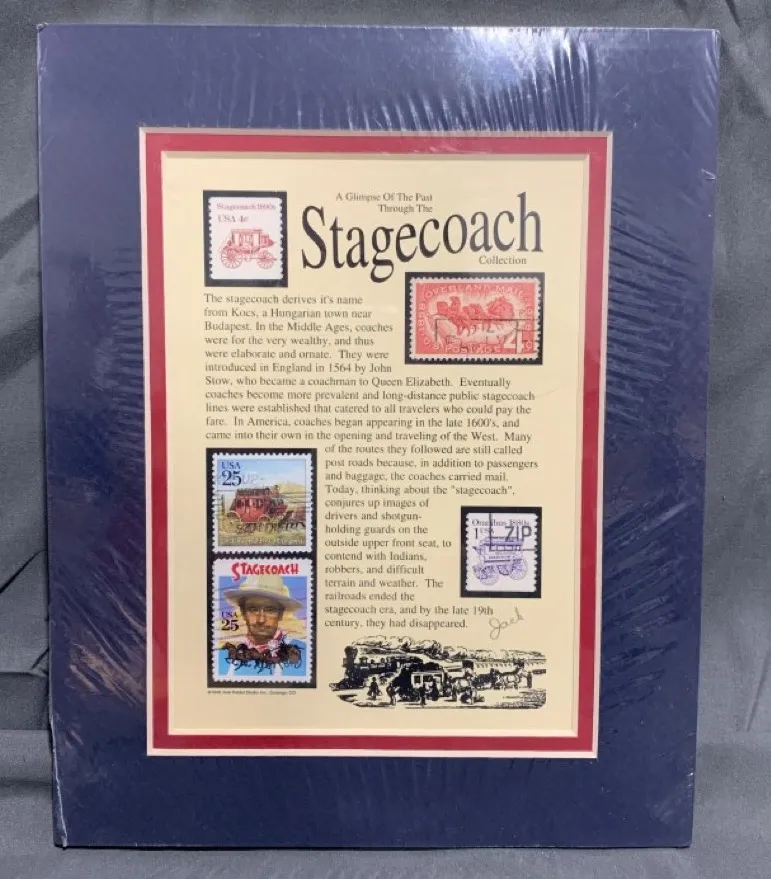 A Glimpse Of The Past
Through The
Stagecoach
Collection
Stagecoach 1890s
USA 4c
OVERLAND MAIL
4c
The stagecoach derives it's name
from Kocs, a Hungarian town near
Budapest. In the Middle Ages, coaches
were for the very wealthy, and thus
were elaborate and ornate. They were
introduced in England in 1564 by John
Stow, who became a coachman to Queen Elizabeth. Eventually
coaches become more prevalent and long-distance public stagecoach
lines were established that catered to all travelers who could pay the
fare. In America, coaches began appearing in the late 1600's, and
came into their own in the opening and traveling of the West. Many
of the routes they followed are still called
post roads because, in addition to passengers
and baggage, the coaches carried mail.
Today, thinking about the "stagecoach",
conjures up images of
drivers and shotgun-
holding guards on the
outside upper front seat, to
contend with Indians,
robbers, and difficult
terrain and weather. The
railroads ended the
stagecoach era, and by the late 19th
century, they had disappeared.
USA
25
STAGECOACH
USA
25
Omnibus 1880s
1
USA
ZIP
Jack